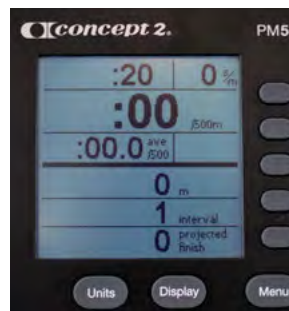 concept 2. PM5
:20 0 s/m
:00 /500m
:00.0 ave /500
0 m
1 interval
0 projected finish
Units Display Menu